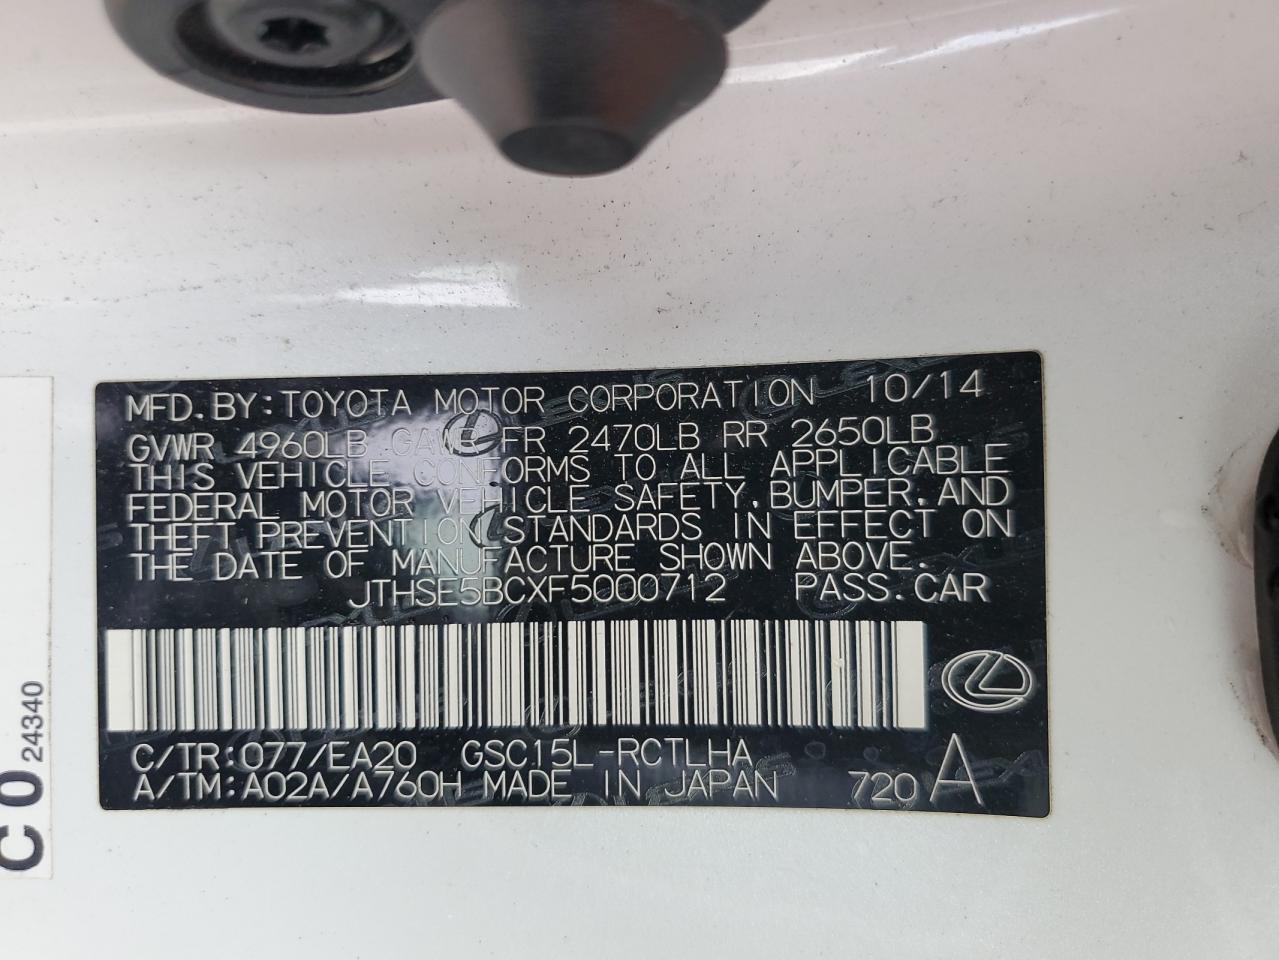 MFD.BY:TOYOTA MOTOR CORPORATION 10/14
GVWR 4960LB GAWR FR 2470LB RR 2650LB
THIS VEHICLE CONFORMS TO ALL APPLICABLE
FEDERAL MOTOR VEHICLE SAFETY,BUMPER,AND
THEFT PREVENTION STANDARDS IN EFFECT ON
THE DATE OF MANUFACTURE SHOWN ABOVE.
JTHSE5BCXF5000712 PASS.CAR
C/TR:077/EA20 GSC15L-RCTLHA
A/TM:A02A/A760H MADE IN JAPAN 720 A
C 0 24340